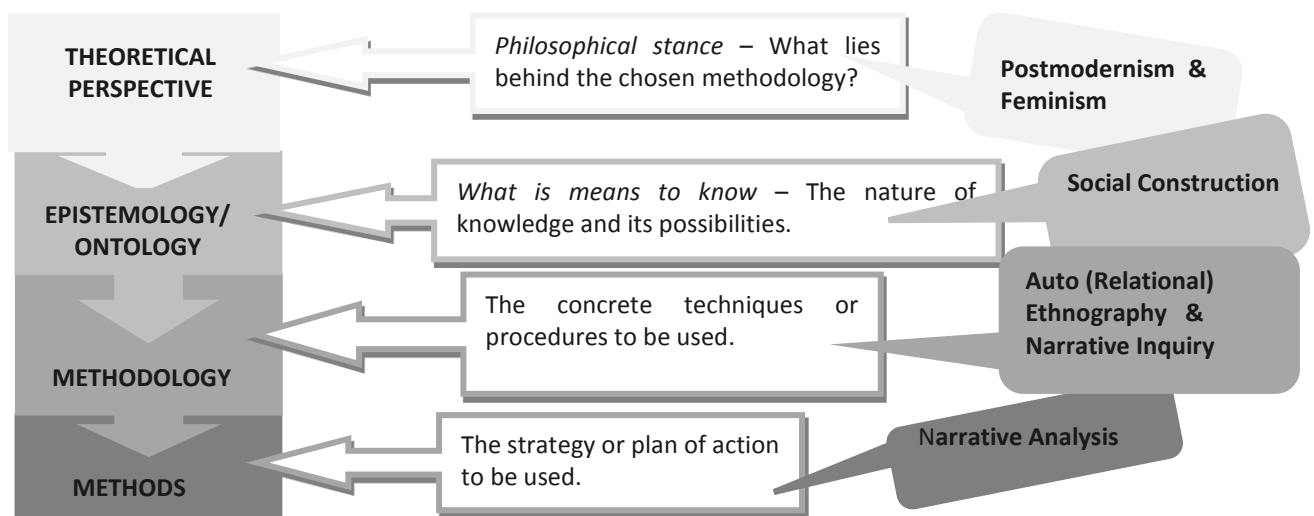 THEORETICAL
PERSPECTIVE
Philosophical stance – What lies
behind the chosen methodology?
Postmodernism &
Feminism
EPISTEMOLOGY/
ONTOLOGY
What is means to know – The nature of
knowledge and its possibilities.
Social Construction
METHODOLOGY
The concrete techniques or
procedures to be used.
Auto (Relational)
Ethnography &
Narrative Inquiry
METHODS
The strategy or plan of action
to be used.
Narrative Analysis